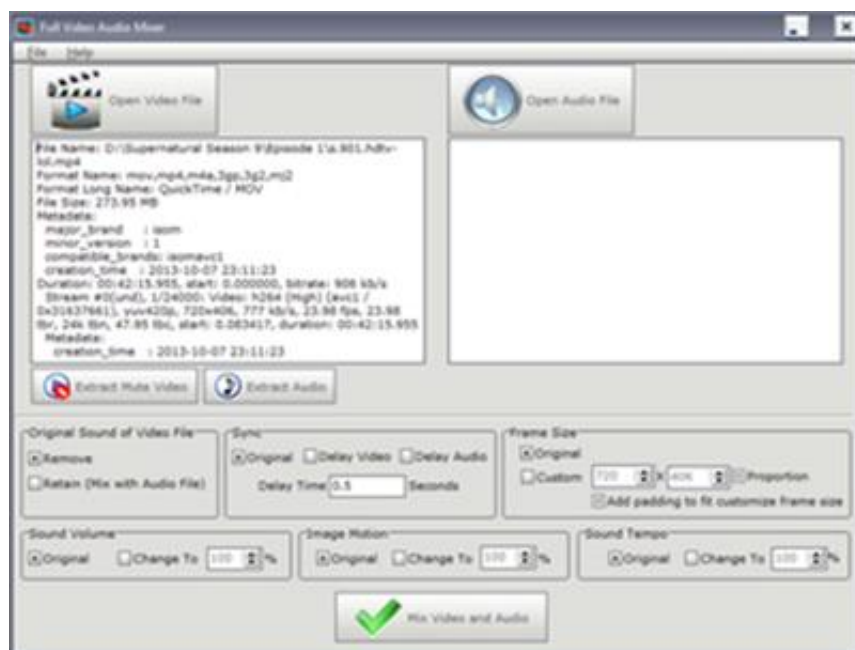 Full Video Audio Mixer
File Help
Open Video File
Open Audio File
File Name: D:\Supernatural Season 9\Episode 1\s.901.hdtv-
lol.mp4
Format Name: mov,mp4,m4a,3gp,3g2,mj2
Format Long Name: QuickTime / MOV
File Size: 273.95 MB
Metadata:
major_brand : isom
minor_version : 1
compatible_brands: isomavc1
creation_time : 2013-10-07 23:11:23
Duration: 00:42:15.955, start: 0.000000, bitrate: 906 kb/s
Stream #0(und), 1/24000: Video: h264 (High) (avc1 /
0x31637661), yuv420p, 720x406, 777 kb/s, 23.98 fps, 23.98
tbr, 24k tbn, 47.95 tbc, start: 0.083417, duration: 00:42:15.955
Metadata:
creation_time : 2013-10-07 23:11:23
Extract Mute Video
Extract Audio
Original Sound of Video File
Remove
Retain (Mix with Audio File)
Sync
Original Delay Video Delay Audio
Delay Time 0.5 Seconds
Frame Size
Original
Custom 720 X 406 Proportion
Add padding to fit customize frame size
Sound Volume
Original Change To 100 %
Image Motion
Original Change To 100 %
Sound Tempo
Original Change To 100 %
Mix Video and Audio